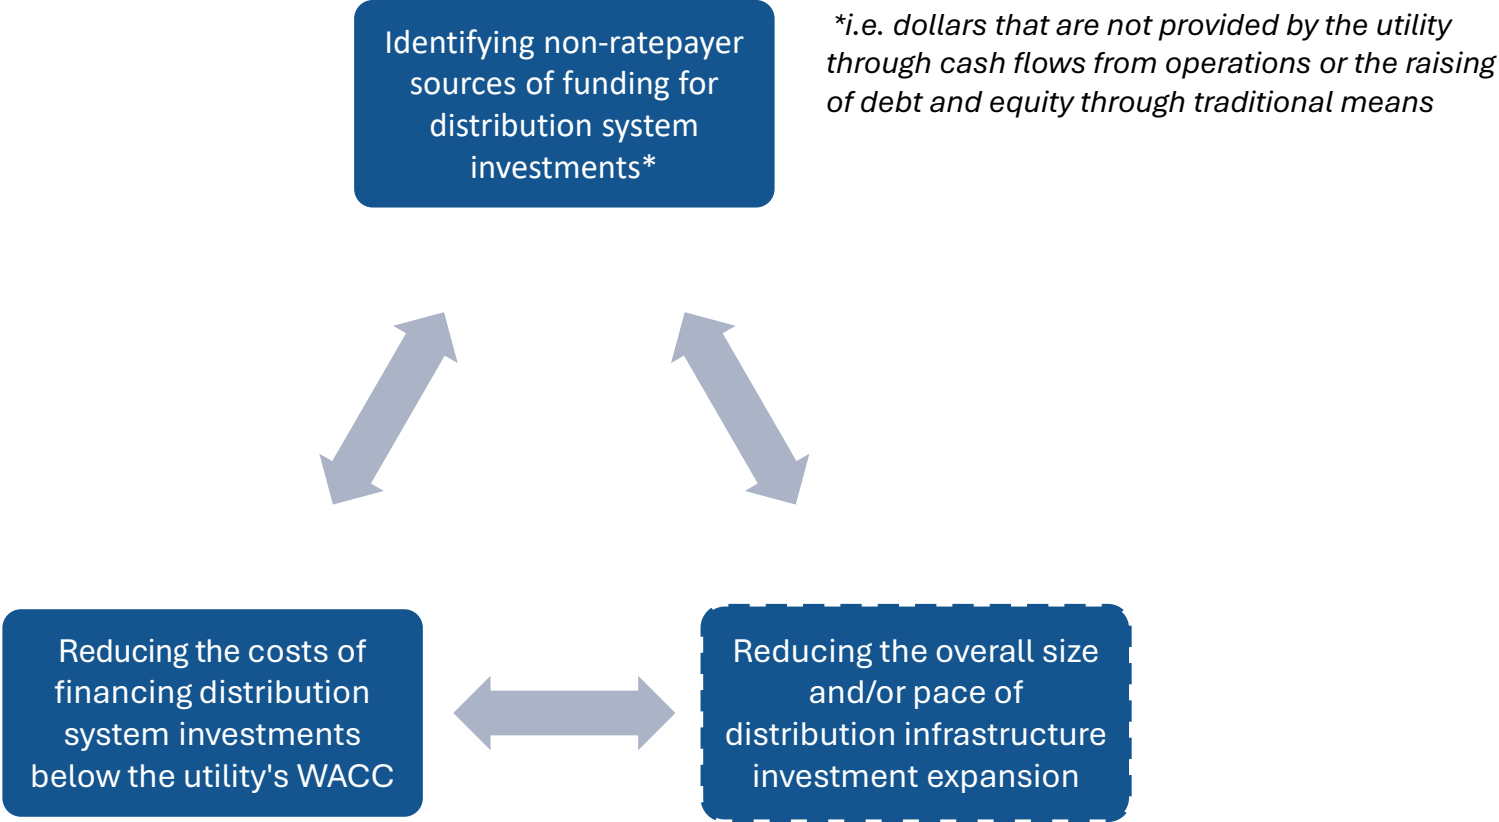 Identifying non-ratepayer
sources of funding for
distribution system
investments*
*i.e. dollars that are not provided by the utility
through cash flows from operations or the raising
of debt and equity through traditional means
Reducing the costs of
financing distribution
system investments
below the utility's WACC
Reducing the overall size
and/or pace of
distribution infrastructure
investment expansion